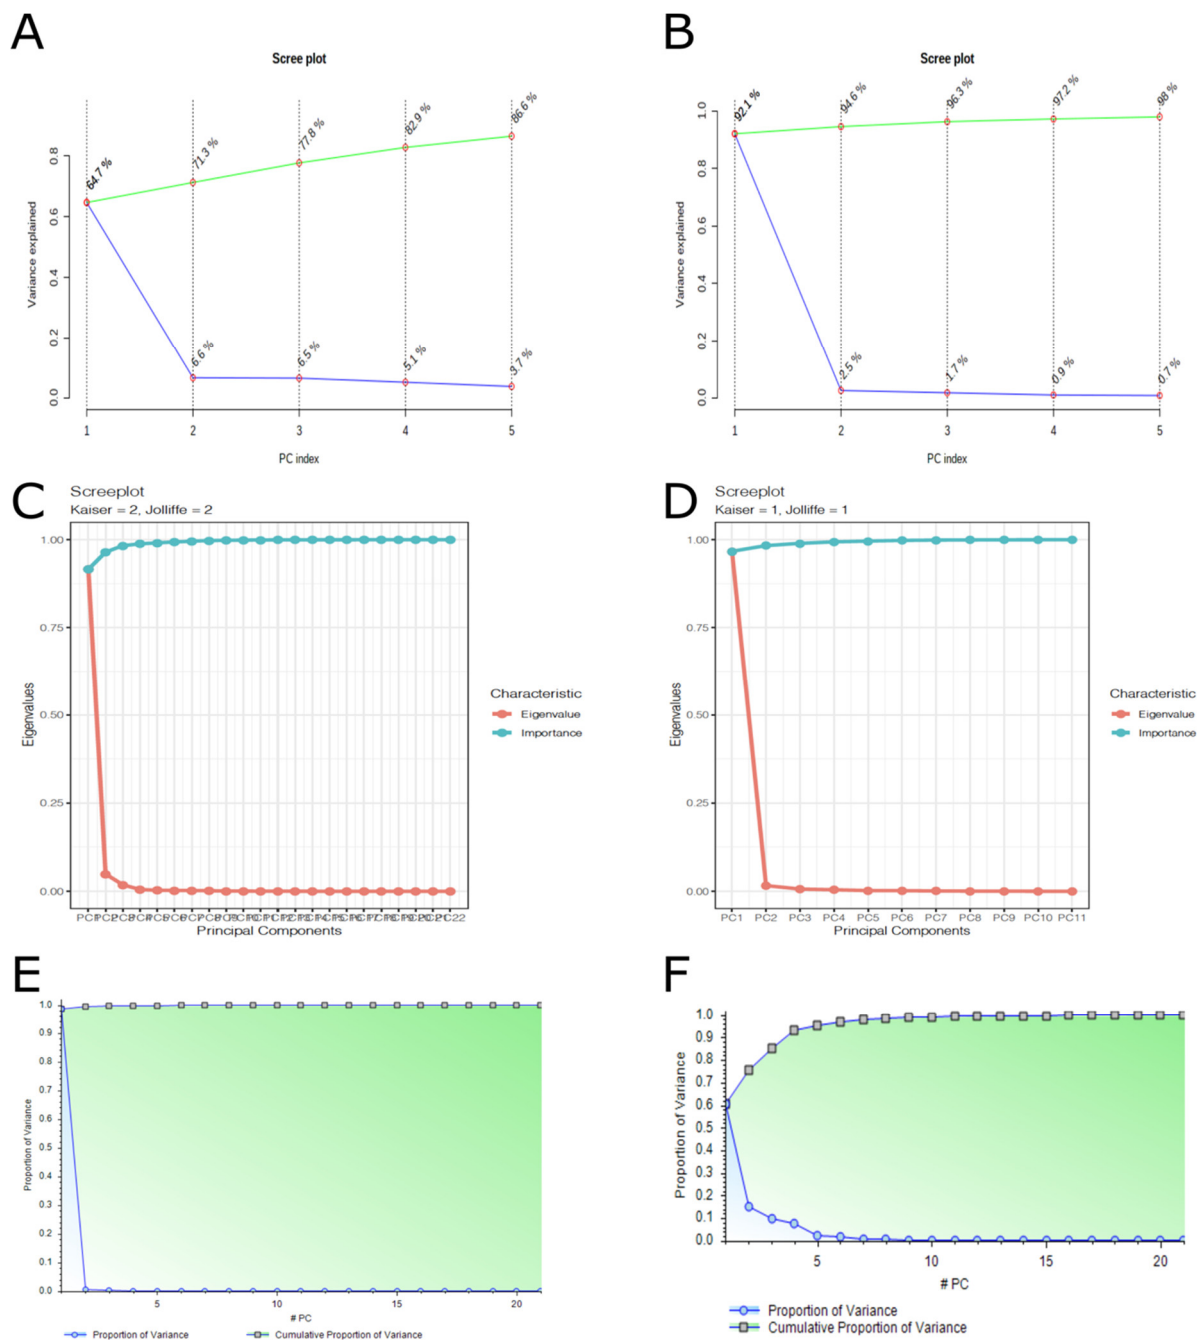 A
Scree plot
64.7 %
71.3 %
77.8 %
82.9 %
86.6 %
6.6 %
6.5 %
5.1 %
3.7 %
0.8
0.6
0.4
0.2
0.0
Variance explained
1 2 3 4 5
PC index
B
Scree plot
92.1 %
94.6 %
96.3 %
97.2 %
98 %
2.5 %
1.7 %
0.9 %
0.7 %
1.0
0.8
0.6
0.4
0.2
0.0
Variance explained
1 2 3 4 5
PC index
C
Screeplot
Kaiser = 2, Jolliffe = 2
1.00
0.75
0.50
0.25
0.00
Eigenvalues
Principal Components
Characteristic
Eigenvalue
Importance
D
Screeplot
Kaiser = 1, Jolliffe = 1
1.00
0.75
0.50
0.25
0.00
Eigenvalues
PC1 PC2 PC3 PC4 PC5 PC6 PC7 PC8 PC9 PC10 PC11
Principal Components
Characteristic
Eigenvalue
Importance
E
1.0
0.9
0.8
0.7
0.6
0.5
0.4
0.3
0.2
0.1
0.0
Proportion of Variance
5 10 15 20
# PC
Proportion of Variance
Cumulative Proportion of Variance
F
1.0
0.9
0.8
0.7
0.6
0.5
0.4
0.3
0.2
0.1
0.0
Proportion of Variance
5 10 15 20
# PC
Proportion of Variance
Cumulative Proportion of Variance